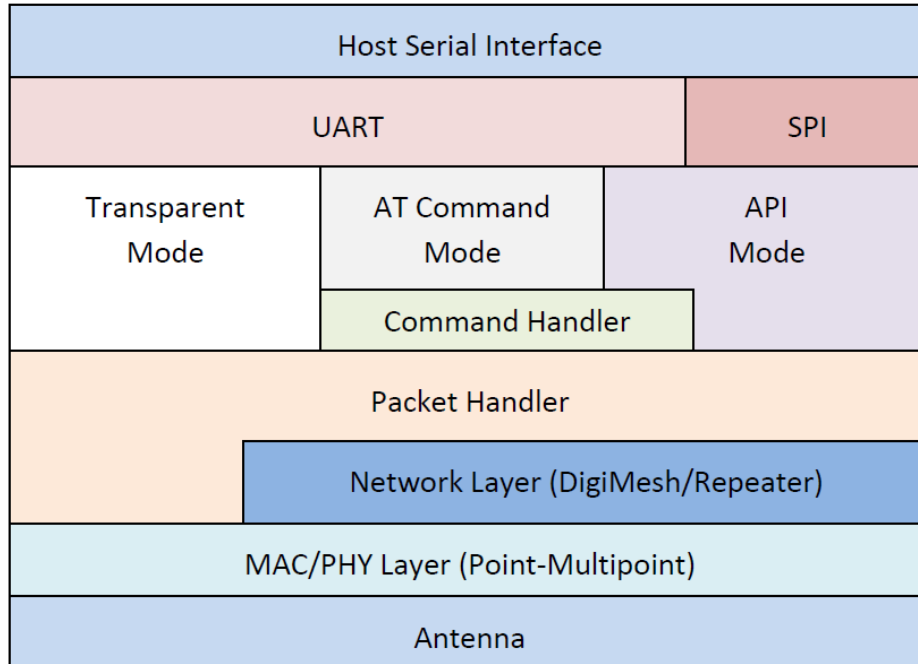 Host Serial Interface
UART
SPI
Transparent
Mode
AT Command
Mode
API
Mode
Command Handler
Packet Handler
Network Layer (DigiMesh/Repeater)
MAC/PHY Layer (Point-Multipoint)
Antenna